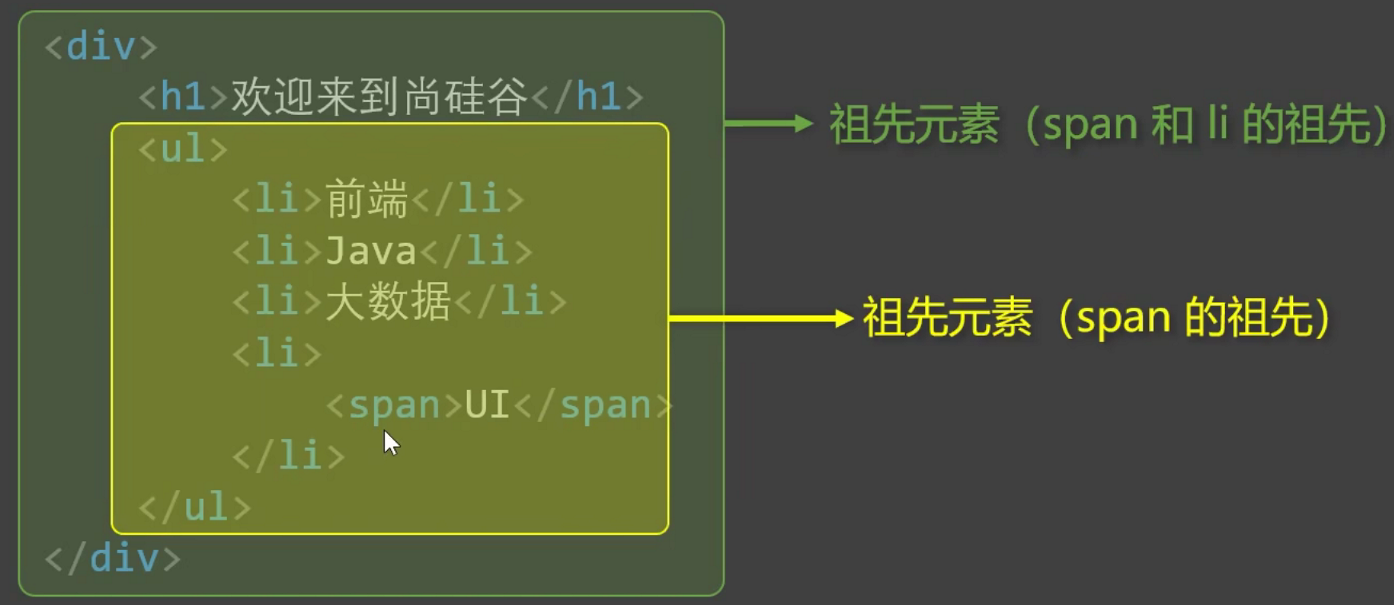 <div>
<h1>欢迎来到尚硅谷</h1>
祖先元素（span 和 li 的祖先）
<ul>
<li>前端</li>
<li>Java</li>
<li>大数据</li>
祖先元素（span 的祖先）
<li>
<span>UI</span>
</li>
</ul>
</div>